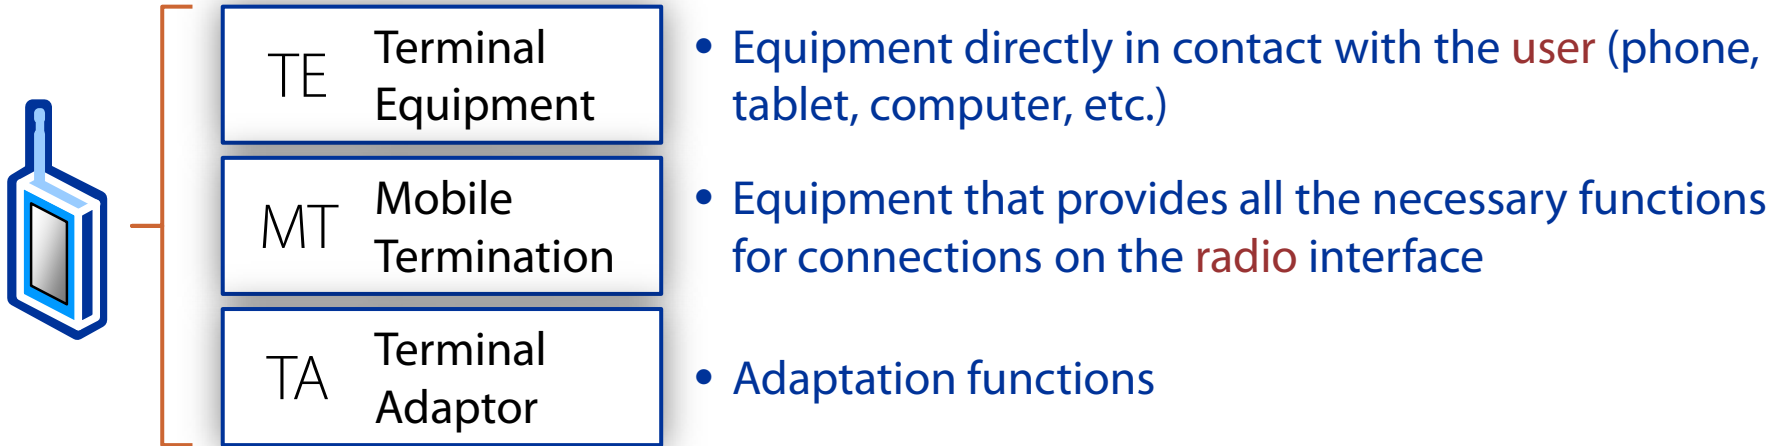 TE Terminal Equipment
• Equipment directly in contact with the user (phone,
tablet, computer, etc.)
MT Mobile Termination
• Equipment that provides all the necessary functions
for connections on the radio interface
TA Terminal Adaptor
• Adaptation functions